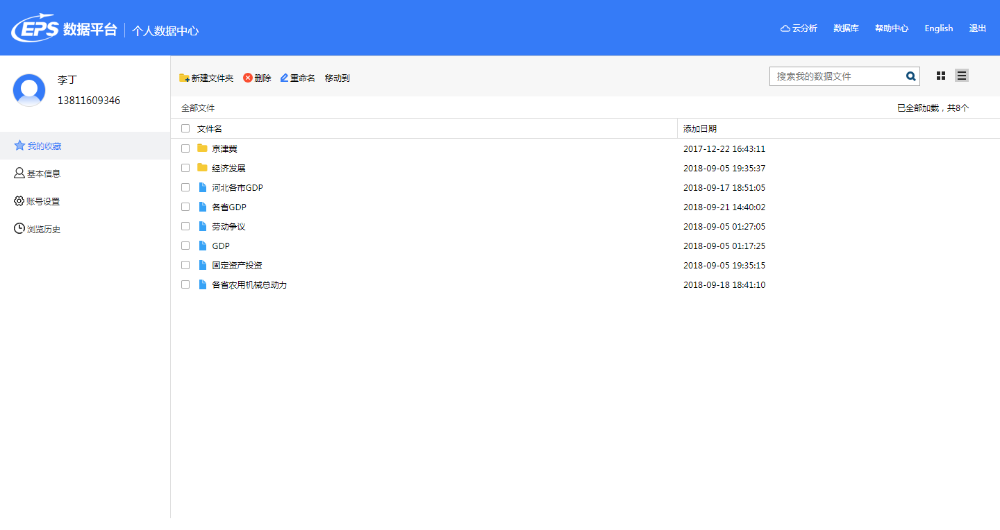 EPS 数据平台 个人数据中心
云分析 数据库 帮助中心 English 退出
李丁
13811609346
我的收藏
基本信息
账号设置
浏览历史
新建文件夹 删除 重命名 移动到
搜索我的数据文件
全部文件 已全部加载，共8个
文件名 添加日期
京津冀 2017-12-22 16:43:11
经济发展 2018-09-05 19:35:37
河北各市GDP 2018-09-17 18:51:05
各省GDP 2018-09-21 14:40:02
劳动争议 2018-09-05 01:27:05
GDP 2018-09-05 01:17:25
固定资产投资 2018-09-05 19:35:15
各省农用机械总动力 2018-09-18 18:41:10